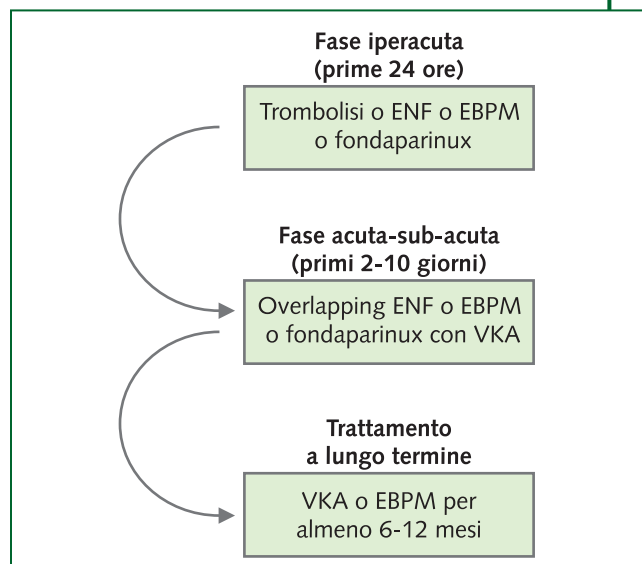 Fase iperacuta
(prime 24 ore)
Trombolisi o ENF o EBPM
o fondaparinux
Fase acuta-sub-acuta
(primi 2-10 giorni)
Overlapping ENF o EBPM
o fondaparinux con VKA
Trattamento
a lungo termine
VKA o EBPM per
almeno 6-12 mesi